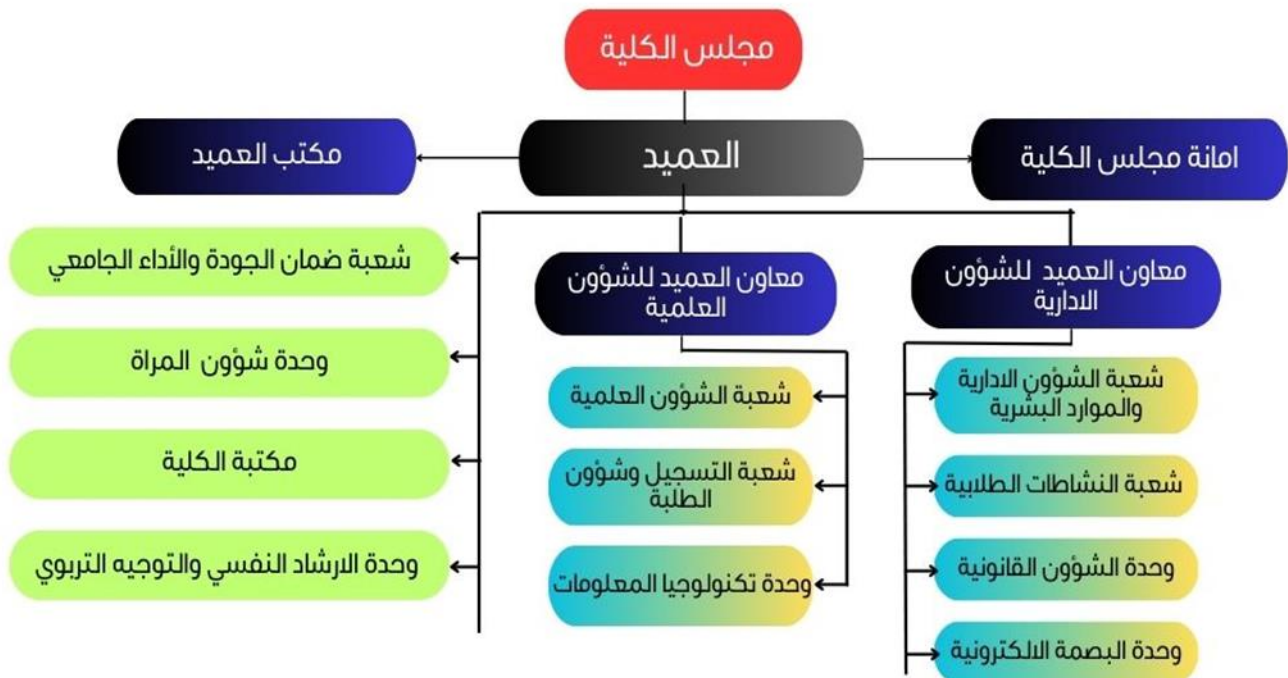 مجلس الكلية
امانة مجلس الكلية
العميد
مكتب العميد
معاون العميد للشؤون
الادارية
شعبة الشؤون الادارية
والموارد البشرية
شعبة النشاطات الطلابية
وحدة الشؤون القانونية
وحدة البصمة الالكترونية
معاون العميد للشؤون
العلمية
شعبة الشؤون العلمية
شعبة التسجيل وشؤون
الطلبة
وحدة تكنولوجيا المعلومات
شعبة ضمان الجودة والأداء الجامعي
وحدة شؤون المراة
مكتبة الكلية
وحدة الارشاد النفسي والتوجيه التربوي